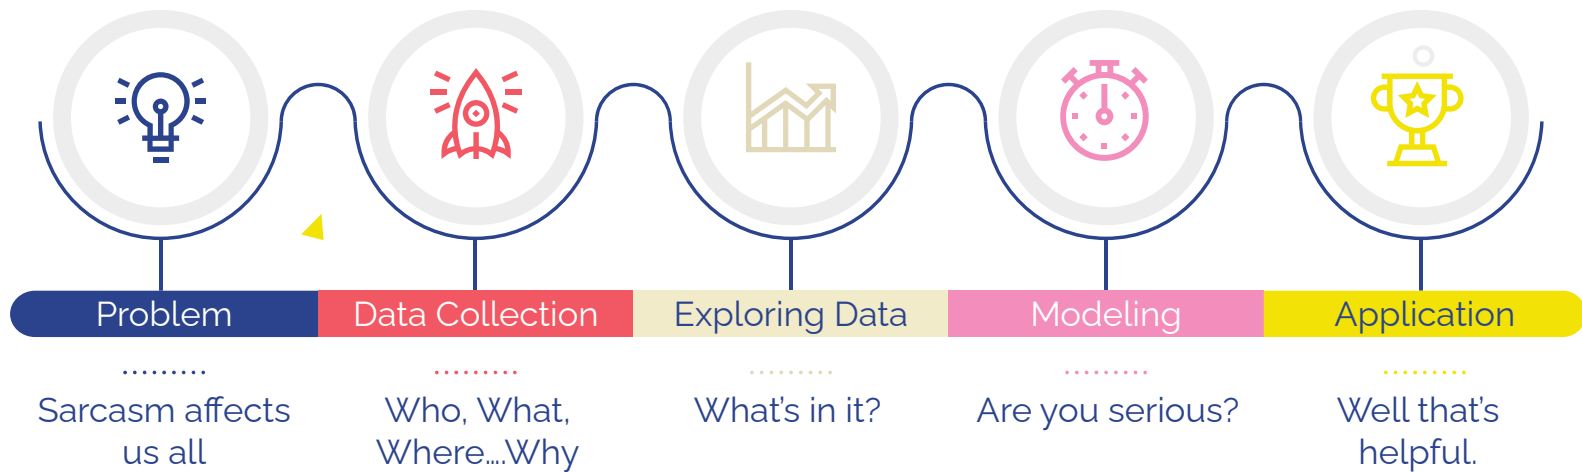 Problem
Data Collection
Exploring Data
Modeling
Application
Sarcasm affects
us all
Who, What,
Where....Why
What's in it?
Are you serious?
Well that's
helpful.